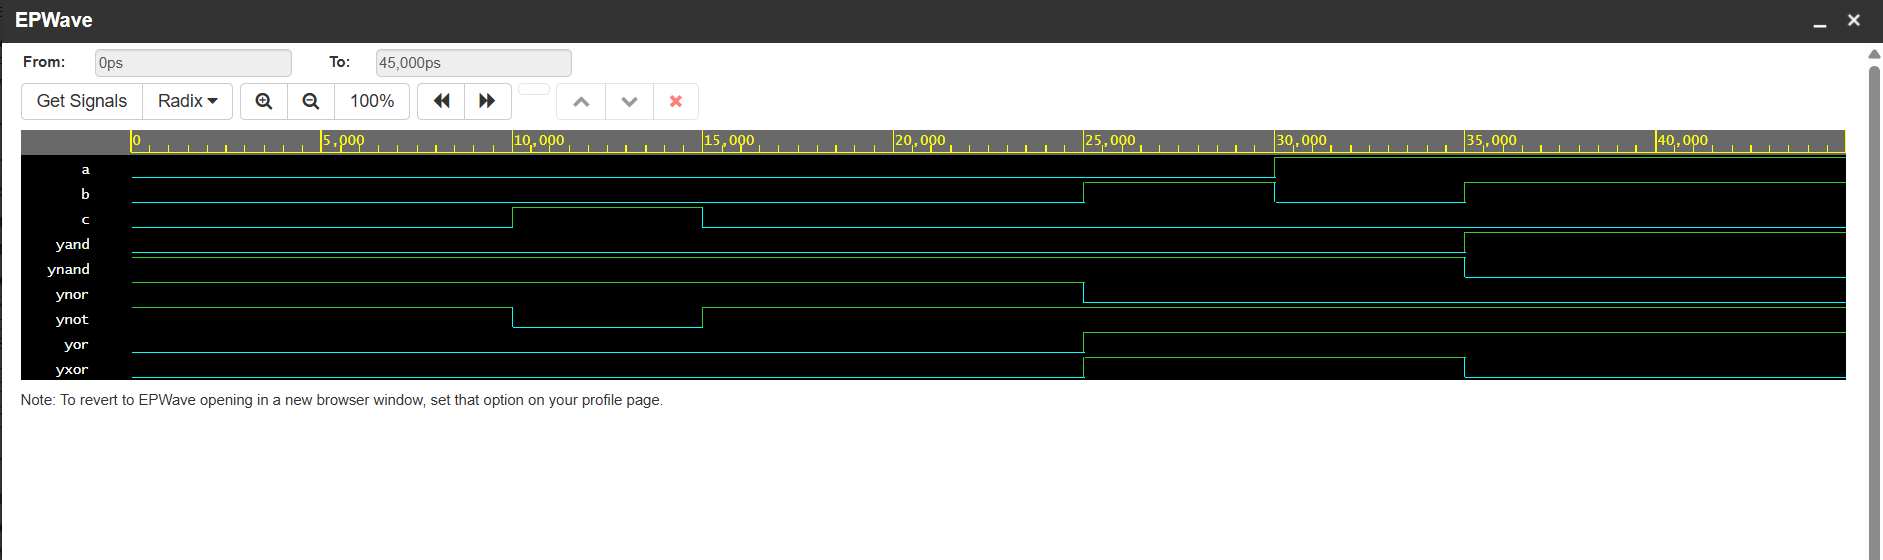 EPWave
From: 0ps To: 45,000ps
Get Signals Radix 100%
0 5,000 10,000 15,000 20,000 25,000 30,000 35,000 40,000
a
b
c
yand
ynand
ynor
ynot
yor
yxor
Note: To revert to EPWave opening in a new browser window, set that option on your profile page.